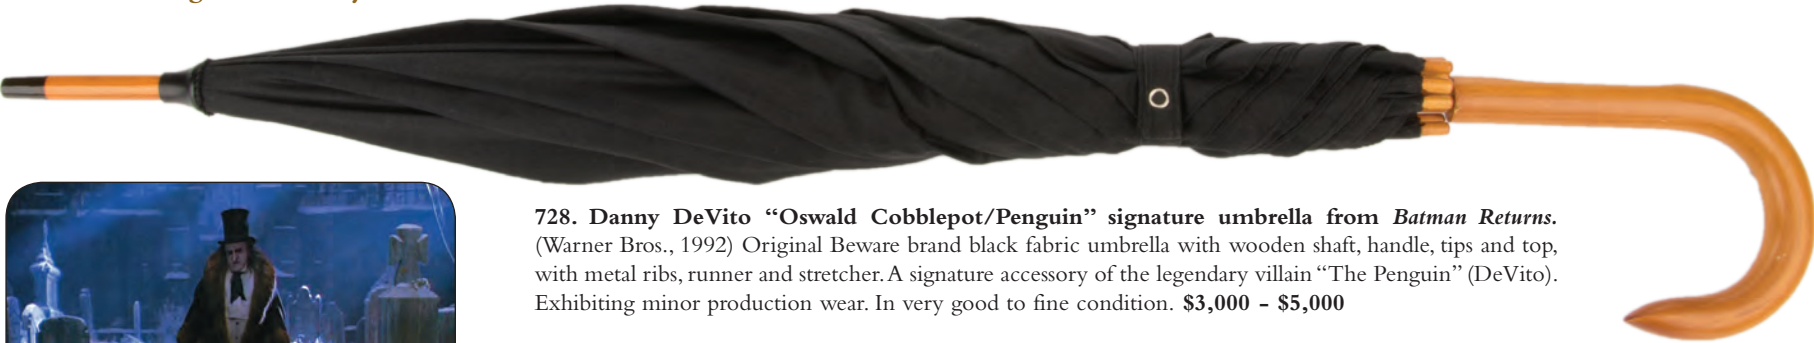 728. Danny DeVito “Oswald Cobblepot/Penguin” signature umbrella from Batman Returns.
(Warner Bros., 1992) Original Beware brand black fabric umbrella with wooden shaft, handle, tips and top,
with metal ribs, runner and stretcher. A signature accessory of the legendary villain “The Penguin” (DeVito).
Exhibiting minor production wear. In very good to fine condition. $3,000 - $5,000